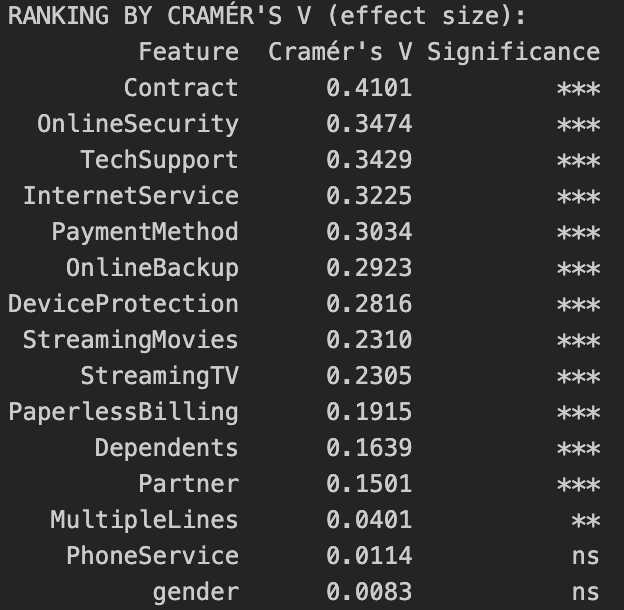 RANKING BY CRAMÉR'S V (effect size):
Feature Cramér's V Significance
Contract 0.4101 ***
OnlineSecurity 0.3474 ***
TechSupport 0.3429 ***
InternetService 0.3225 ***
PaymentMethod 0.3034 ***
OnlineBackup 0.2923 ***
DeviceProtection 0.2816 ***
StreamingMovies 0.2310 ***
StreamingTV 0.2305 ***
PaperlessBilling 0.1915 ***
Dependents 0.1639 ***
Partner 0.1501 ***
MultipleLines 0.0401 **
PhoneService 0.0114 ns
gender 0.0083 ns